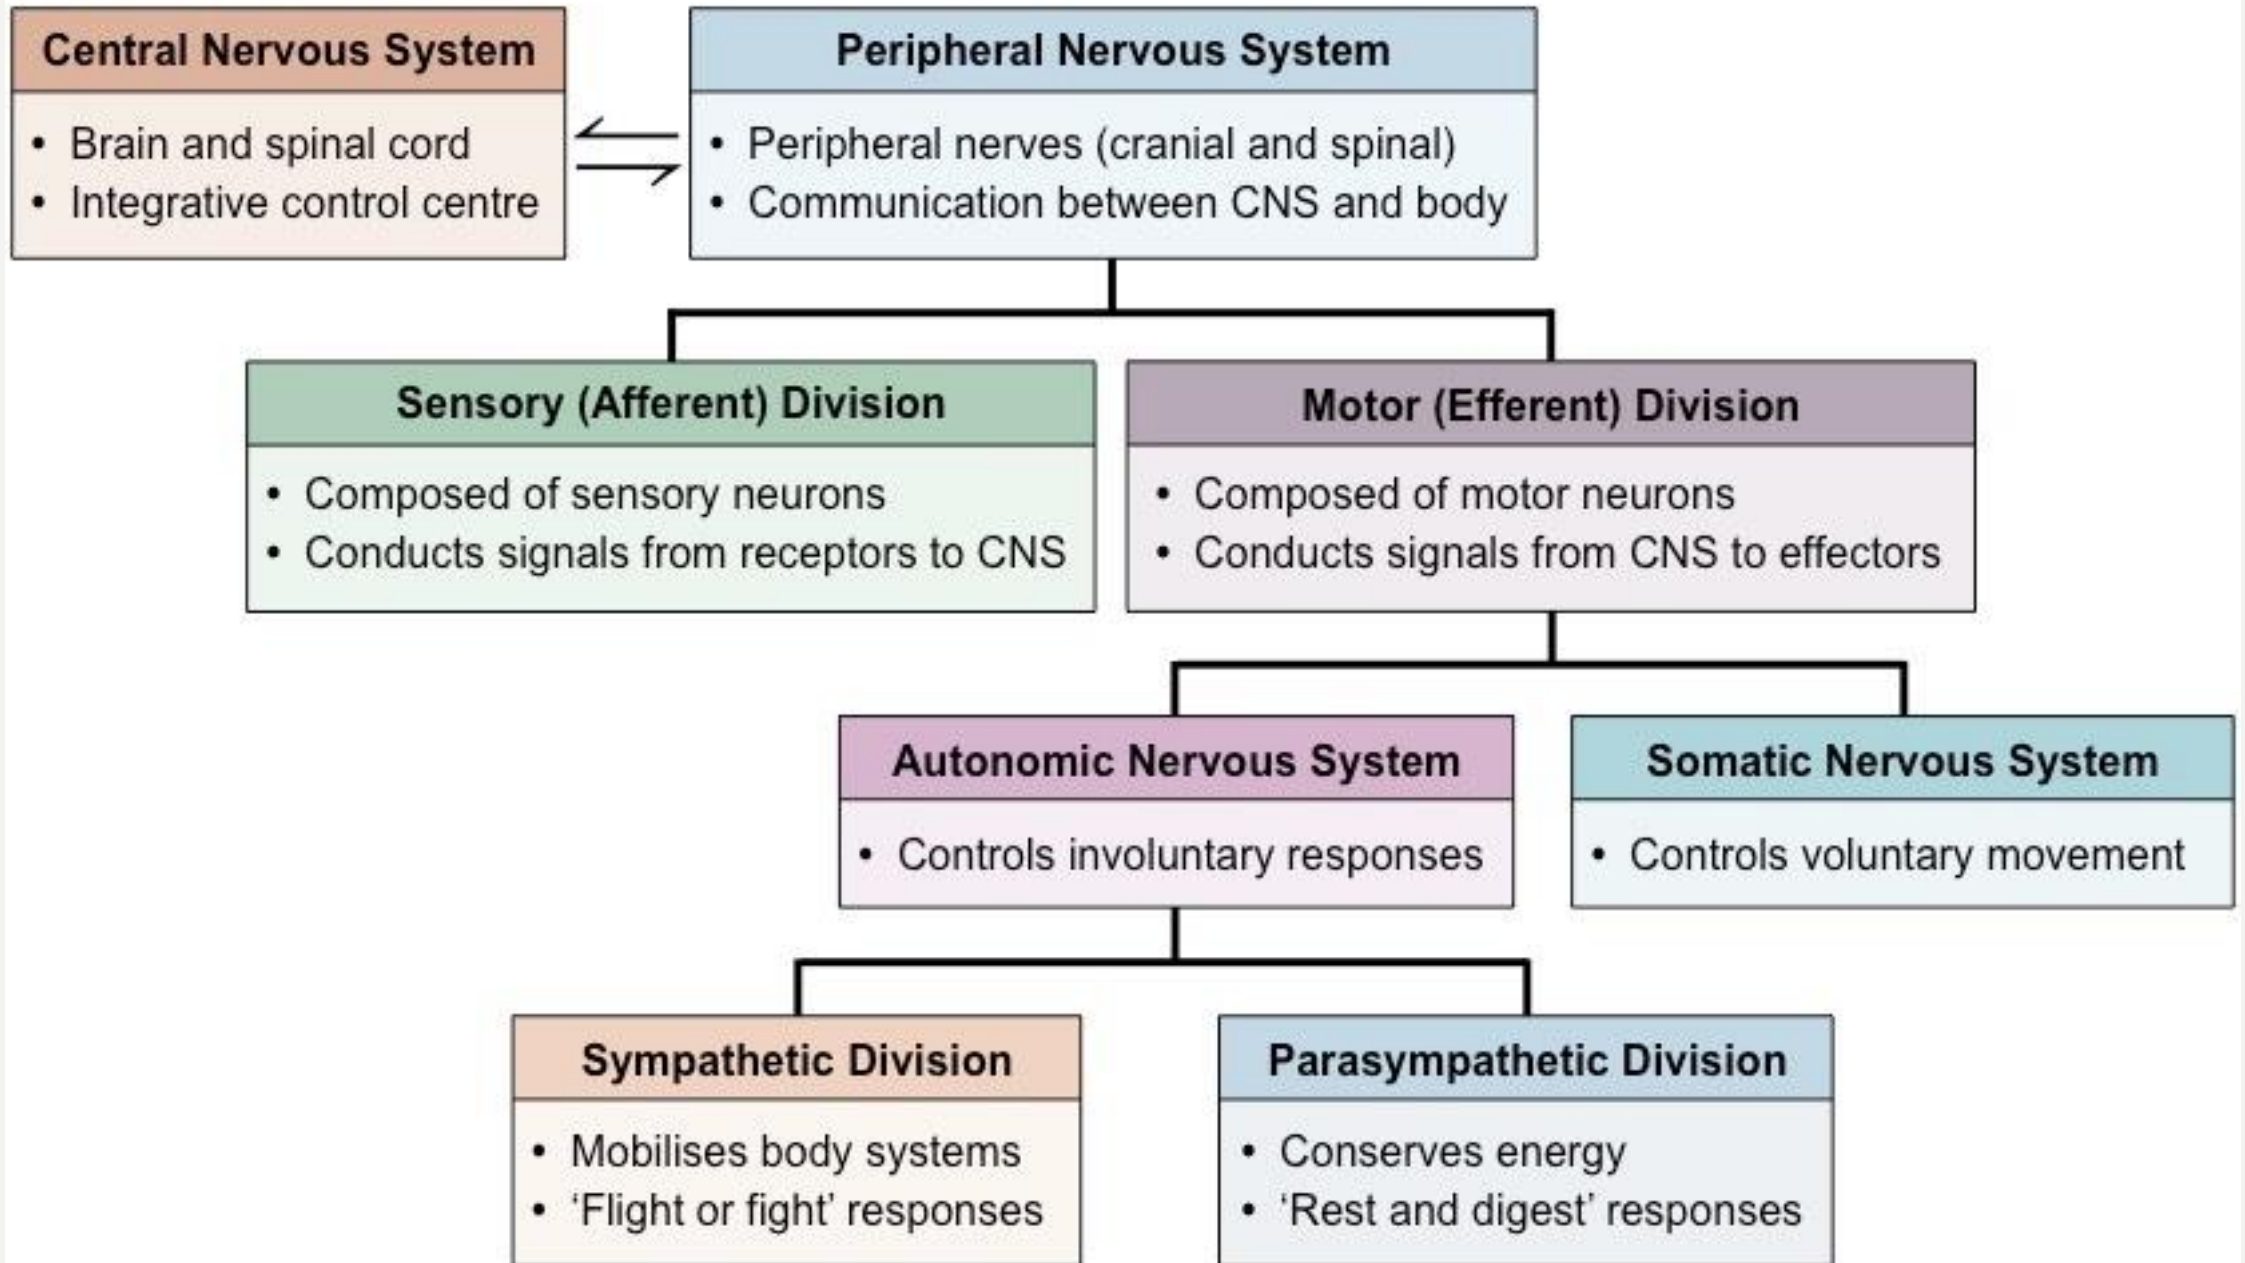 Central Nervous System
• Brain and spinal cord
• Integrative control centre
Peripheral Nervous System
• Peripheral nerves (cranial and spinal)
• Communication between CNS and body
Sensory (Afferent) Division
• Composed of sensory neurons
• Conducts signals from receptors to CNS
Motor (Efferent) Division
• Composed of motor neurons
• Conducts signals from CNS to effectors
Autonomic Nervous System
• Controls involuntary responses
Somatic Nervous System
• Controls voluntary movement
Sympathetic Division
• Mobilises body systems
• ‘Flight or fight’ responses
Parasympathetic Division
• Conserves energy
• ‘Rest and digest’ responses